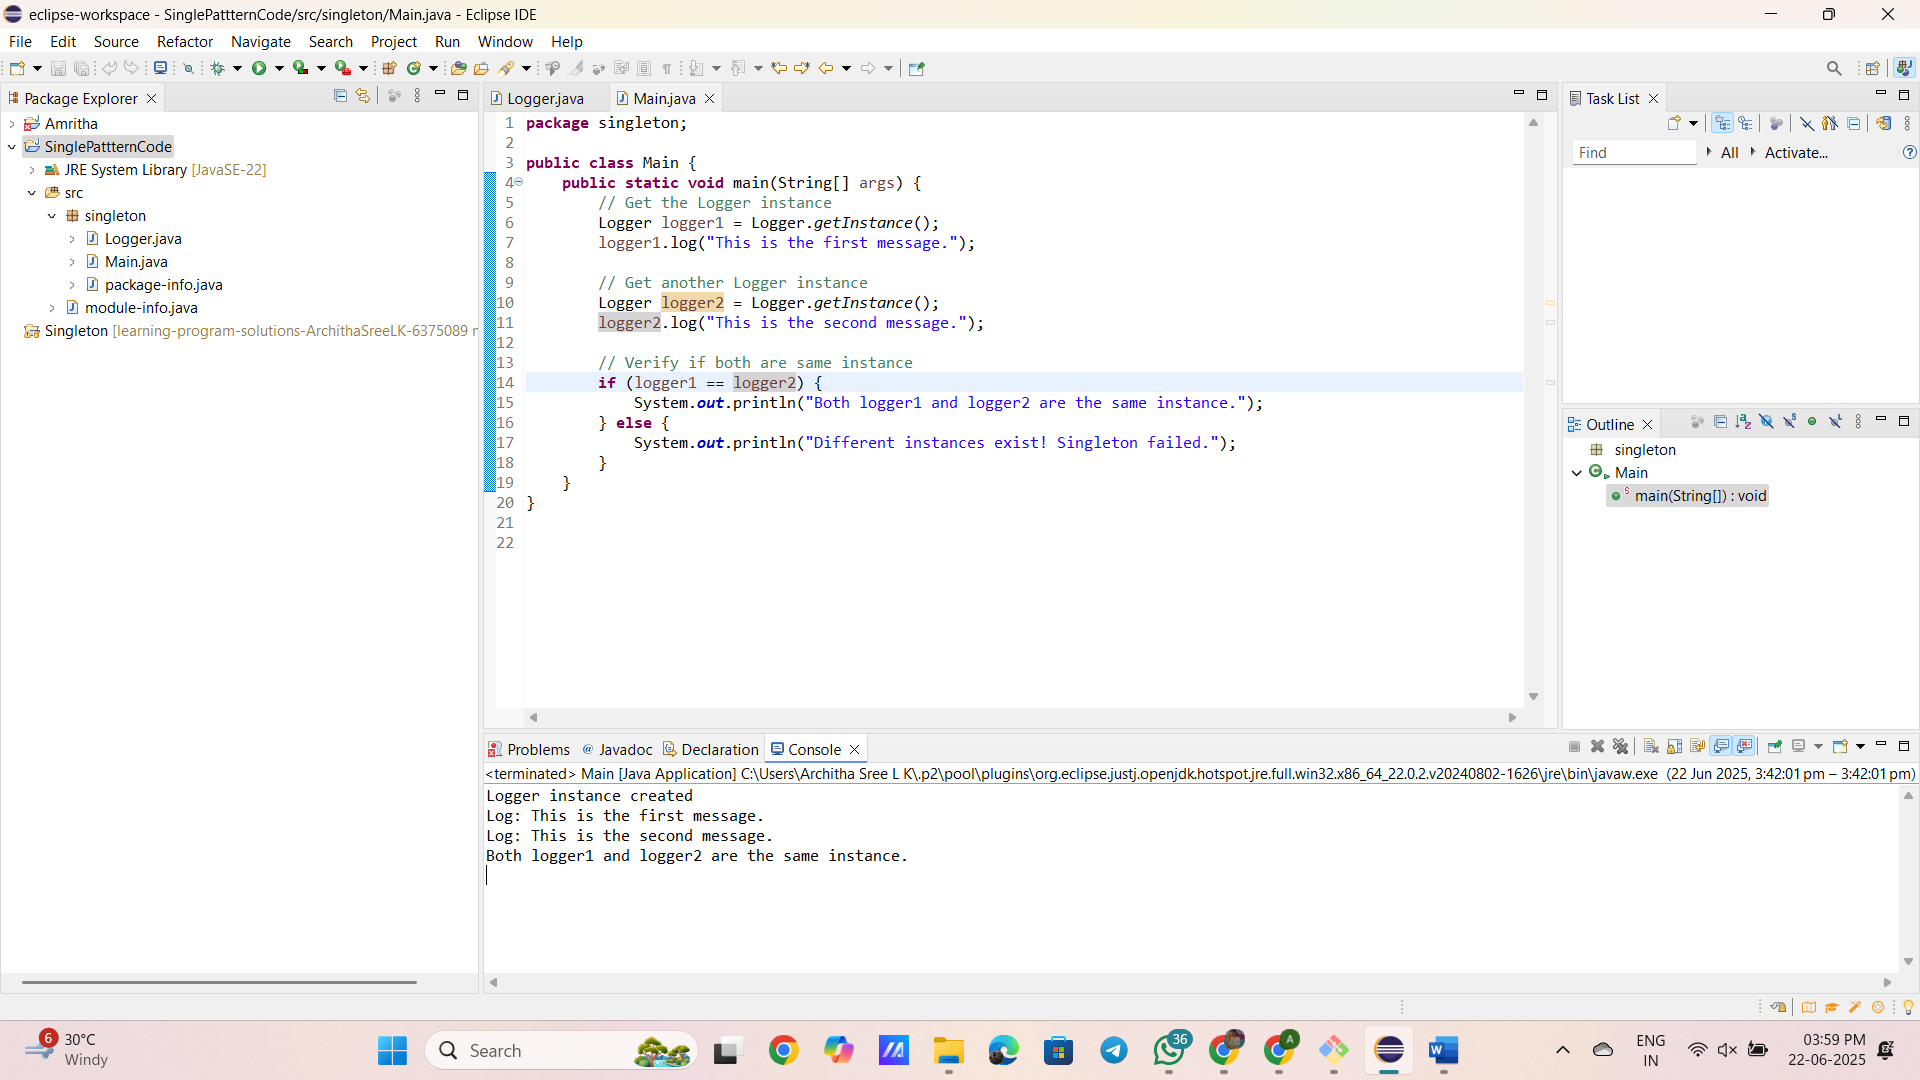 eclipse-workspace - SinglePattternCode/src/singleton/Main.java - Eclipse IDE
File Edit Source Refactor Navigate Search Project Run Window Help
Package Explorer
Amritha
SinglePattternCode
JRE System Library [JavaSE-22]
src
singleton
Logger.java
Main.java
package-info.java
module-info.java
Singleton [learning-program-solutions-ArchithaSreeLK-6375089
Logger.java Main.java
1 package singleton;
2
3 public class Main {
4 public static void main(String[] args) {
5 // Get the Logger instance
6 Logger logger1 = Logger.getInstance();
7 logger1.log("This is the first message.");
8
9 // Get another Logger instance
10 Logger logger2 = Logger.getInstance();
11 logger2.log("This is the second message.");
12
13 // Verify if both are same instance
14 if (logger1 == logger2) {
15 System.out.println("Both logger1 and logger2 are the same instance.");
16 } else {
17 System.out.println("Different instances exist! Singleton failed.");
18 }
19 }
20 }
21
22
Task List
Find All Activate...
Outline
singleton
Main
main(String[]) : void
Problems Javadoc Declaration Console
<terminated> Main [Java Application] C:\Users\Architha Sree L K\.p2\pool\plugins\org.eclipse.justj.openjdk.hotspot.jre.full.win32.x86_64_22.0.2.v20240802-1626\jre\bin\javaw.exe (22 Jun 2025, 3:42:01 pm – 3:42:01 pm)
Logger instance created
Log: This is the first message.
Log: This is the second message.
Both logger1 and logger2 are the same instance.
6
30°C
Windy
Search
36
A
ENG
IN
03:59 PM
22-06-2025